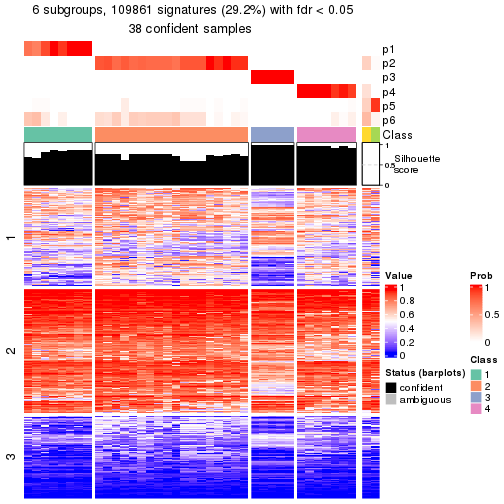 6 subgroups, 109861 signatures (29.2%) with fdr < 0.05
38 confident samples
p1
p2
p3
p4
p5
p6
Class
1
0.5
0
Silhouette
score
1
2
3
Value
1
0.8
0.6
0.4
0.2
0
Prob
1
0.5
0
Status (barplots)
confident
ambiguous
Class
1
2
3
4